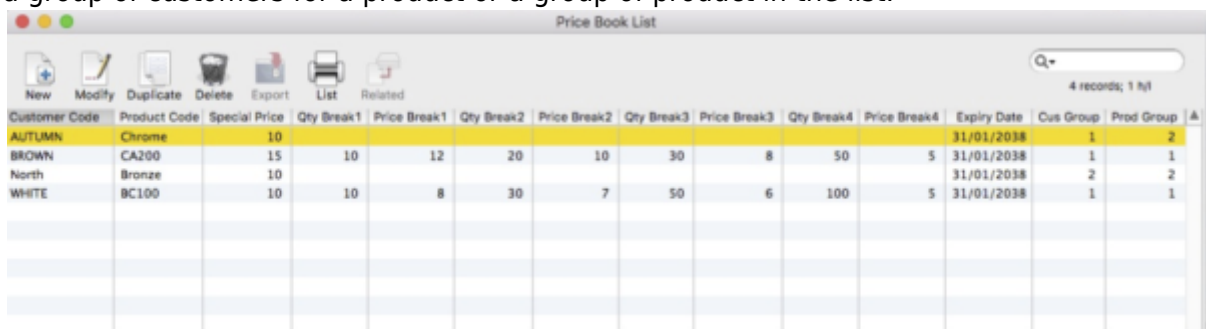 a group of customers for a product or a group of product in the list.
Price Book List
New Modify Duplicate Delete Export List Related
4 records; 1 h/l
Customer Code Product Code Special Price Qty Break1 Price Break1 Qty Break2 Price Break2 Qty Break3 Price Break3 Qty Break4 Price Break4 Expiry Date Cus Group Prod Group
AUTUMN Chrome 10 31/01/2038 1 2
BROWN CA200 15 10 12 20 10 30 8 50 5 31/01/2038 1 1
North Bronze 10 31/01/2038 2 2
WHITE BC100 10 10 8 30 7 50 6 100 5 31/01/2038 1 1